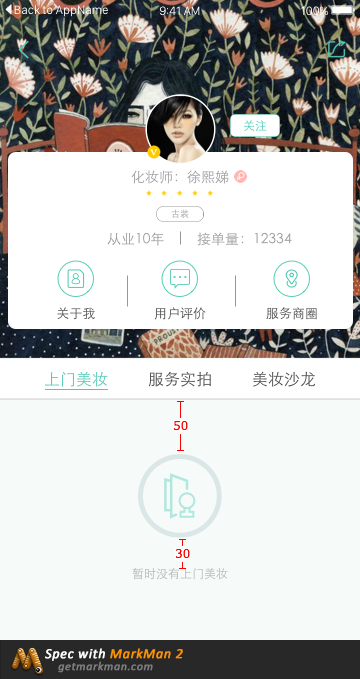 Back to AppName 9:41 AM 100%
关注
V
化妆师：徐熙娣
古装
从业10年 | 接单量：12334
关于我 用户评价 服务商圈
上门美妆 服务实拍 美妆沙龙
50
30
暂时没有上门美妆
Spec with MarkMan 2
getmarkman.com